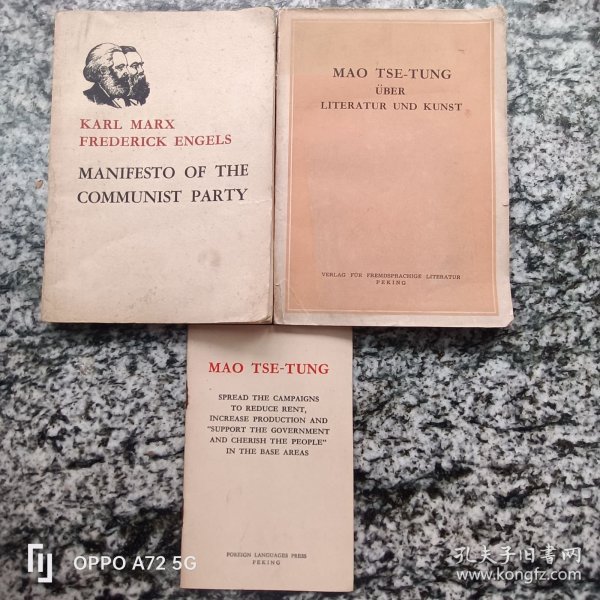 KARL MARX
FREDERICK ENGELS
MANIFESTO OF THE
COMMUNIST PARTY
MAO TSE-TUNG
ÜBER
LITERATUR UND KUNST
VERLAG FÜR FREMDSPRACHIGE LITERATUR
PEKING
MAO TSE-TUNG
SPREAD THE CAMPAIGNS
TO REDUCE RENT,
INCREASE PRODUCTION AND
"SUPPORT THE GOVERNMENT
AND CHERISH THE PEOPLE"
IN THE BASE AREAS
FOREIGN LANGUAGES PRESS
PEKING
OPPO A72 5G
孔夫子旧书网
www.kongfz.com